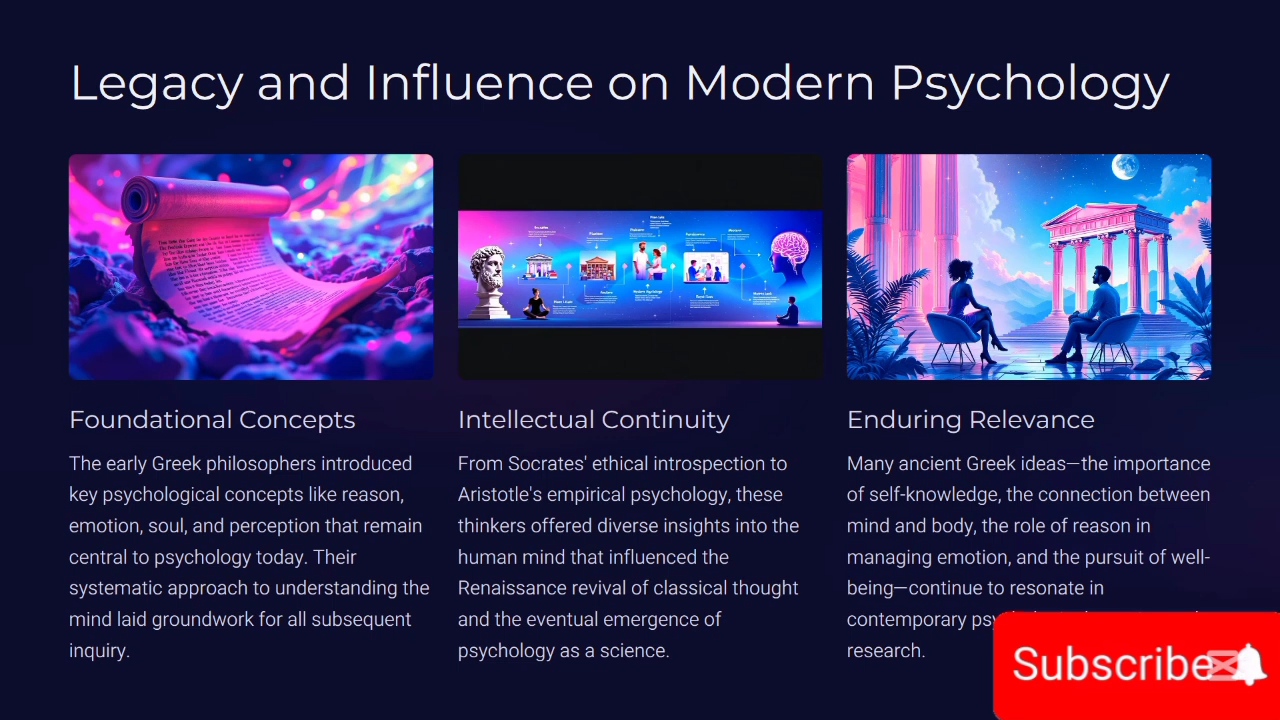 Legacy and Influence on Modern Psychology
Foundational Concepts
The early Greek philosophers introduced
key psychological concepts like reason,
emotion, soul, and perception that remain
central to psychology today. Their
systematic approach to understanding the
mind laid groundwork for all subsequent
inquiry.
Intellectual Continuity
From Socrates' ethical introspection to
Aristotle's empirical psychology, these
thinkers offered diverse insights into the
human mind that influenced the
Renaissance revival of classical thought
and the eventual emergence of
psychology as a science.
Enduring Relevance
Many ancient Greek ideas—the importance
of self-knowledge, the connection between
mind and body, the role of reason in
managing emotion, and the pursuit of well-
being—continue to resonate in
contemporary
research.
Subscribe